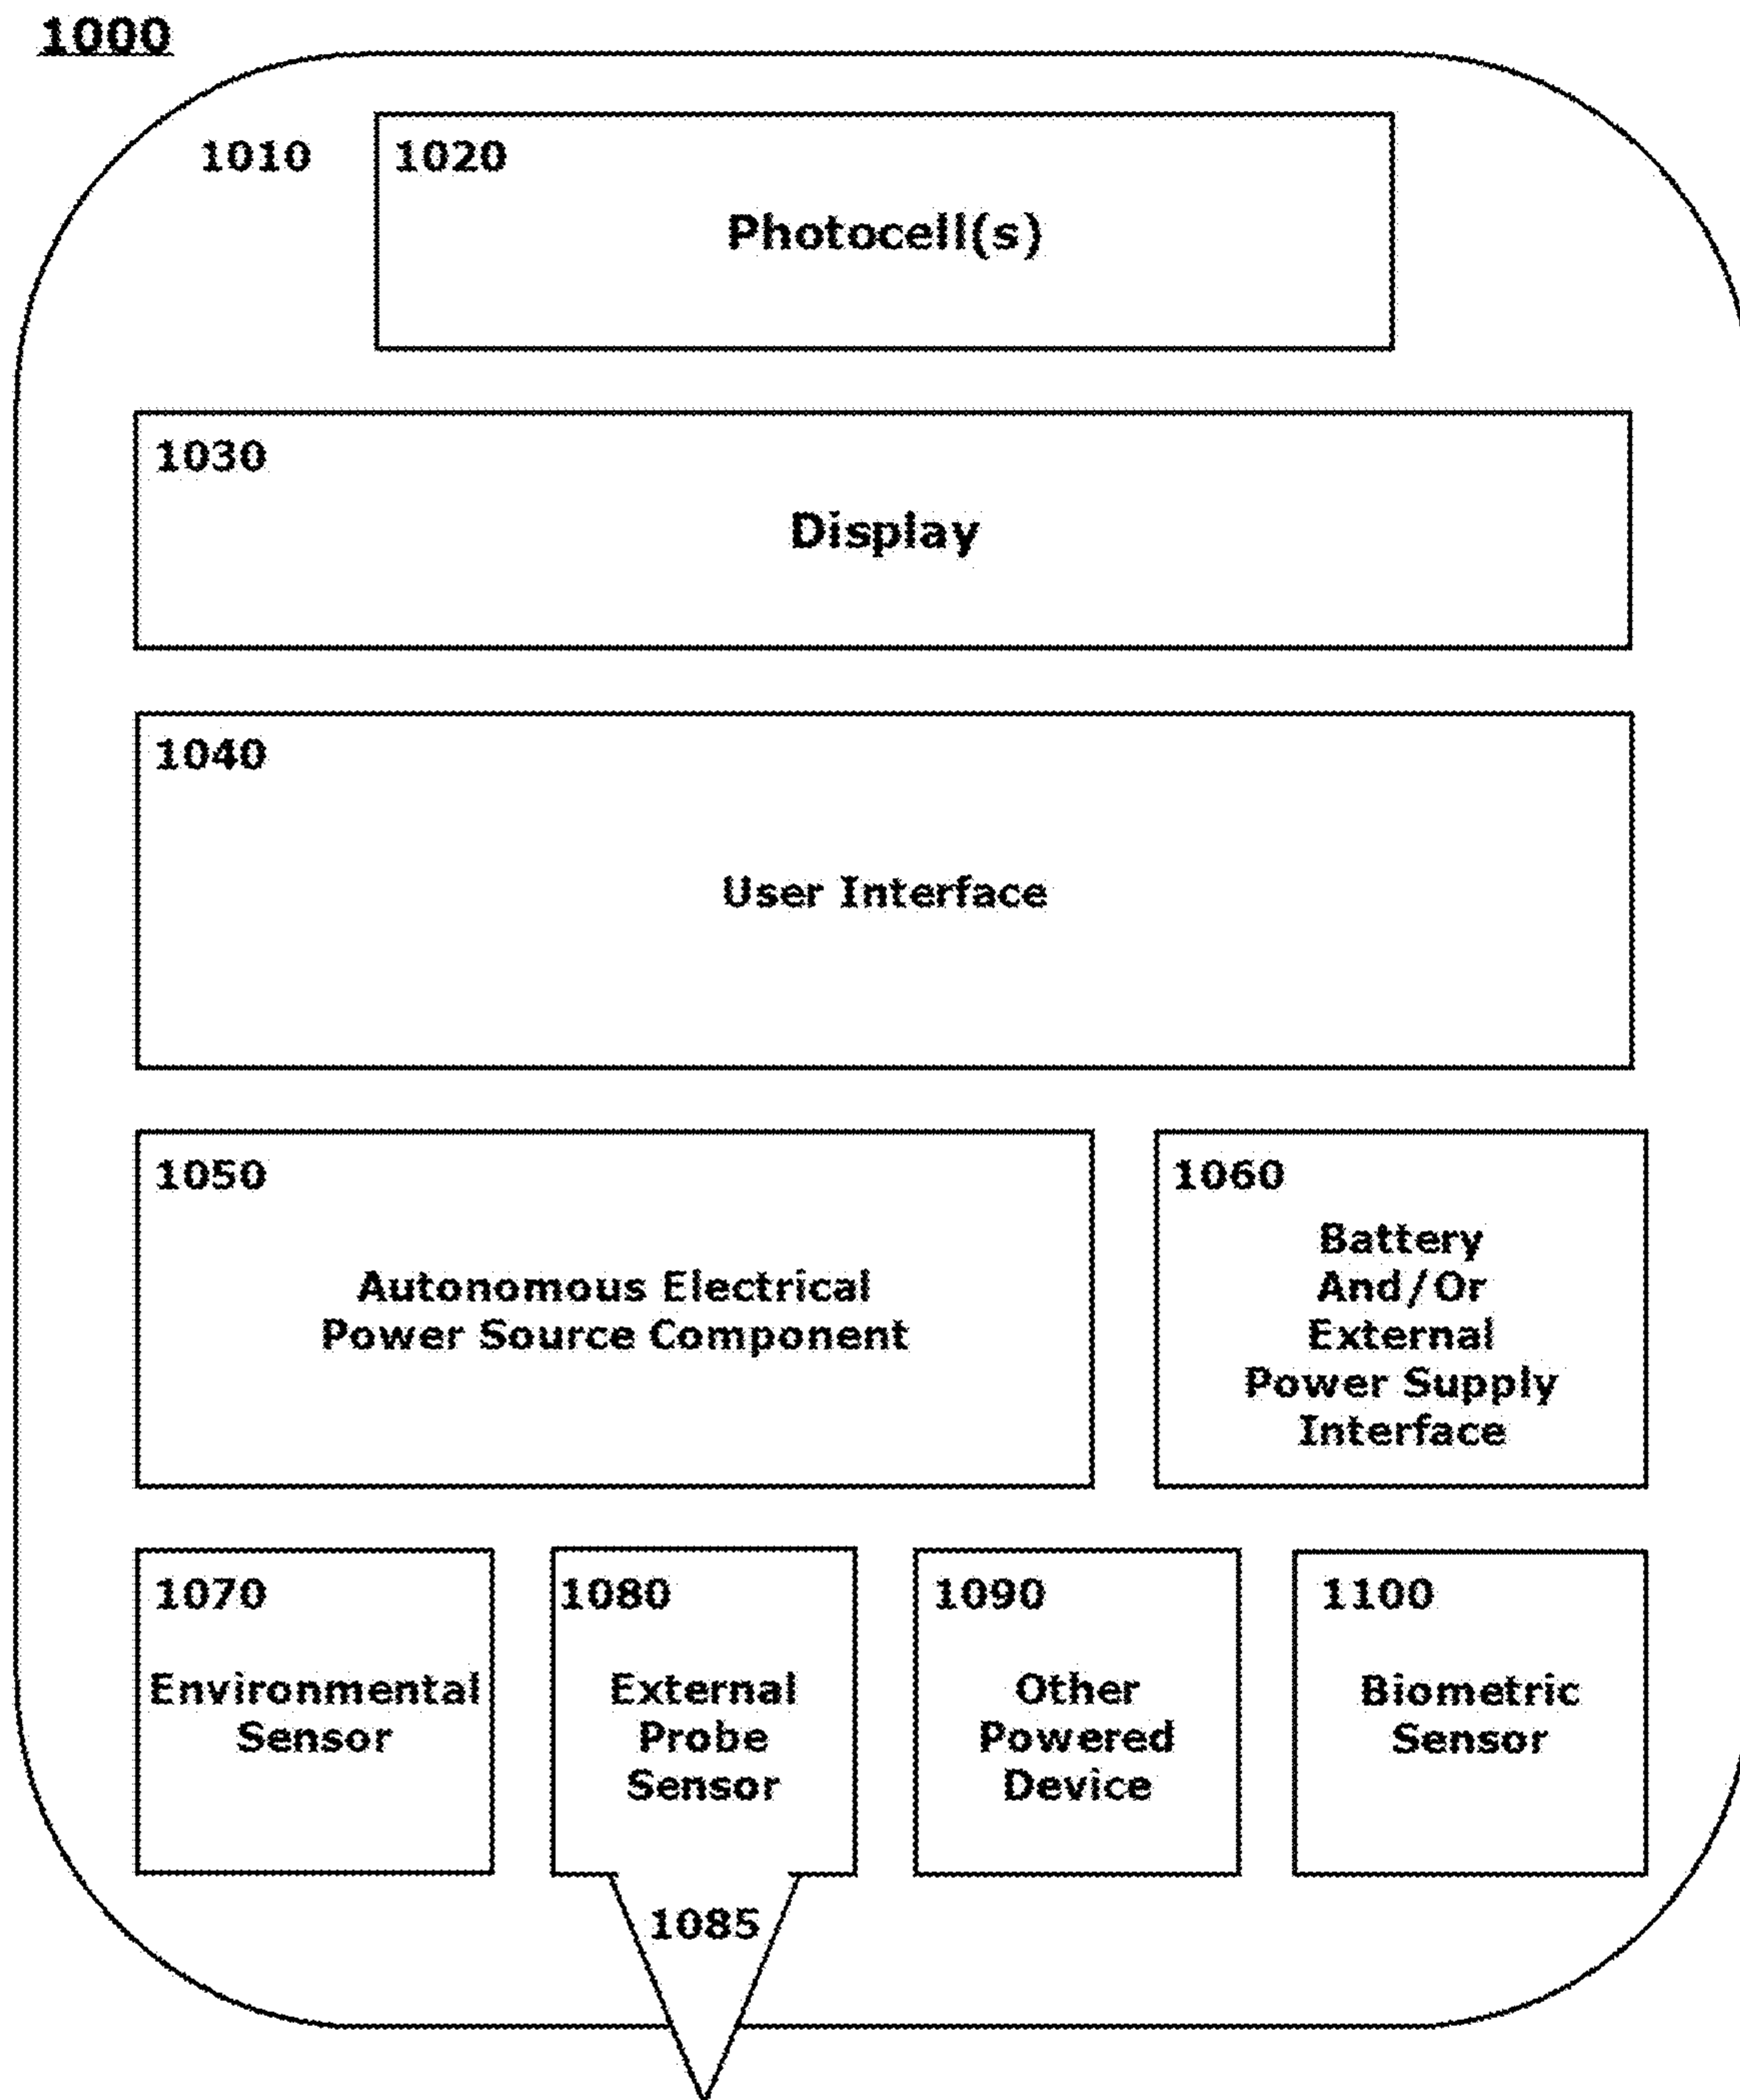 1000
1010
1020
Photocell(s)
1030
Display
1040
User Interface
1050
Autonomous Electrical
Power Source Component
1060
Battery
And/Or
External
Power Supply
Interface
1070
Environmental
Sensor
1080
External
Probe
Sensor
1085
1090
Other
Powered
Device
1100
Biometric
Sensor